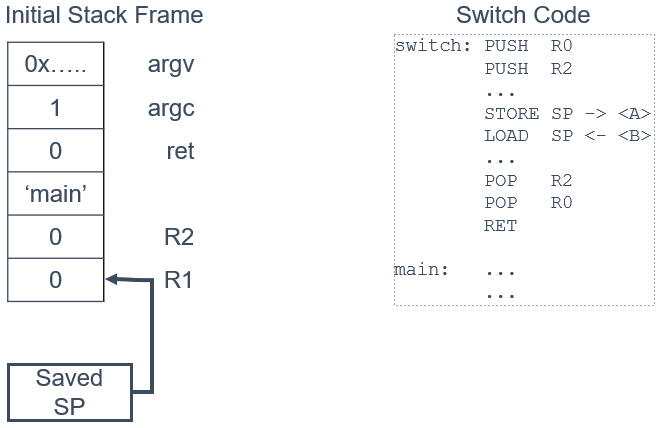 Initial Stack Frame
0x..... argv
1 argc
0 ret
‘main’
0 R2
0 R1
Saved
SP
Switch Code
switch: PUSH R0
PUSH R2
...
STORE SP -> <A>
LOAD SP <- <B>
...
POP R2
POP R0
RET
main: ...
...